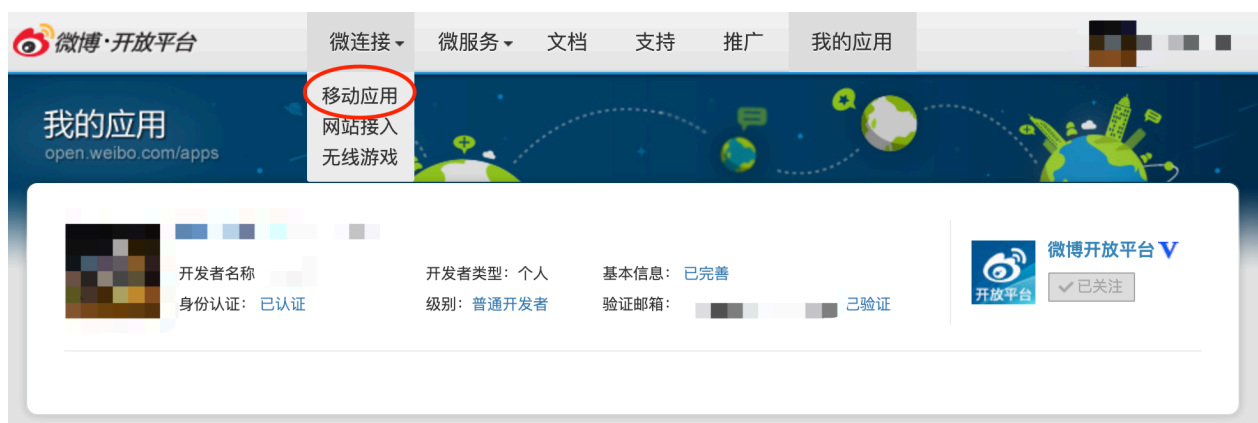 微博·开放平台 微连接 微服务 文档 支持 推广 我的应用
移动应用
网站接入
无线游戏
我的应用
open.weibo.com/apps
开发者名称 开发者类型：个人 基本信息：已完善
身份认证：已认证 级别：普通开发者 验证邮箱： 己验证
微博开放平台 V
已关注
开放平台